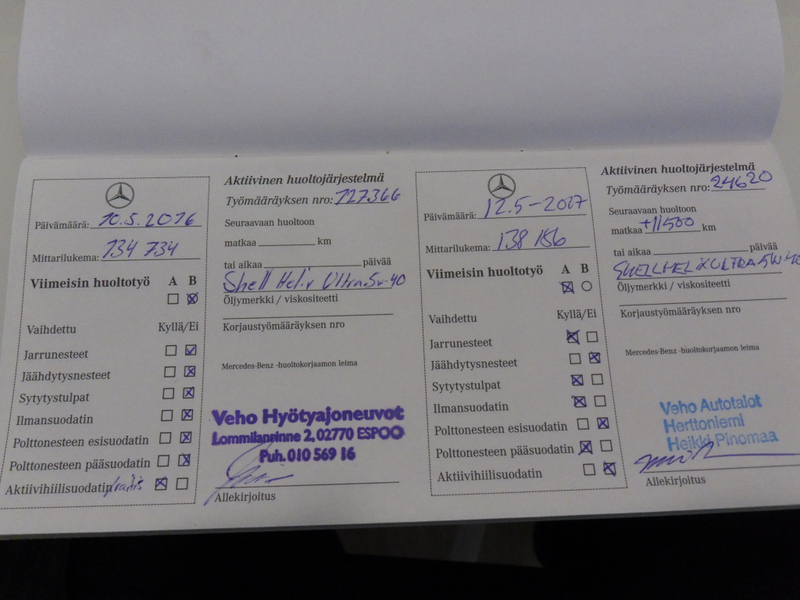 Päivämäärä: 10.5.2016
Mittarilukema: 134 734
Viimeisin huoltotyö A B
Vaihdettu Kyllä/Ei
Jarrunesteet
Jäähdytysnesteet
Sytytystulpat
Ilmansuodatin
Polttonesteen esisuodatin
Polttonesteen pääsuodatin
Aktiivihiilisuodatin
Aktiivinen huoltojärjestelmä
Työmääräyksen nro: 127366
Seuraavaan huoltoon
matkaa km
tai aikaa päivää
Shell Helix Ultra 5w-40
Öljymerkki / viskositeetti
Korjaustyömääräyksen nro
Mercedes-Benz -huoltokorjaamon leima
Veho Hyötyajoneuvot
Lommilanrinne 2, 02770 ESPOO
Puh. 010 569 16
Allekirjoitus
Päivämäärä: 12.5-2017
Mittarilukema: 138 186
Viimeisin huoltotyö A B
Vaihdettu Kyllä/Ei
Jarrunesteet
Jäähdytysnesteet
Sytytystulpat
Ilmansuodatin
Polttonesteen esisuodatin
Polttonesteen pääsuodatin
Aktiivihiilisuodatin
Aktiivinen huoltojärjestelmä
Työmääräyksen nro: 24620
Seuraavaan huoltoon
matkaa +11500 km
tai aikaa päivää
SHELL HELIX ULTRA 5W40
Öljymerkki / viskositeetti
Korjaustyömääräyksen nro
Mercedes-Benz -huoltokorjaamon leima
Veho Autotalot
Herttoniemi
Heikki Pinomaa
Allekirjoitus